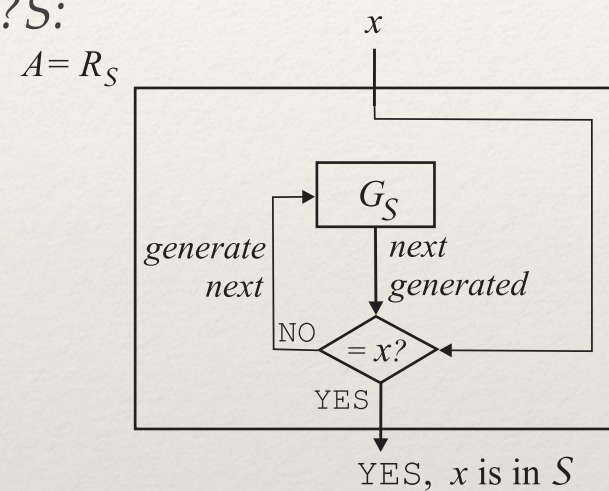 ?S:
x
A= R_S
G_S
generate
next
next
generated
NO
= x?
YES
YES, x is in S